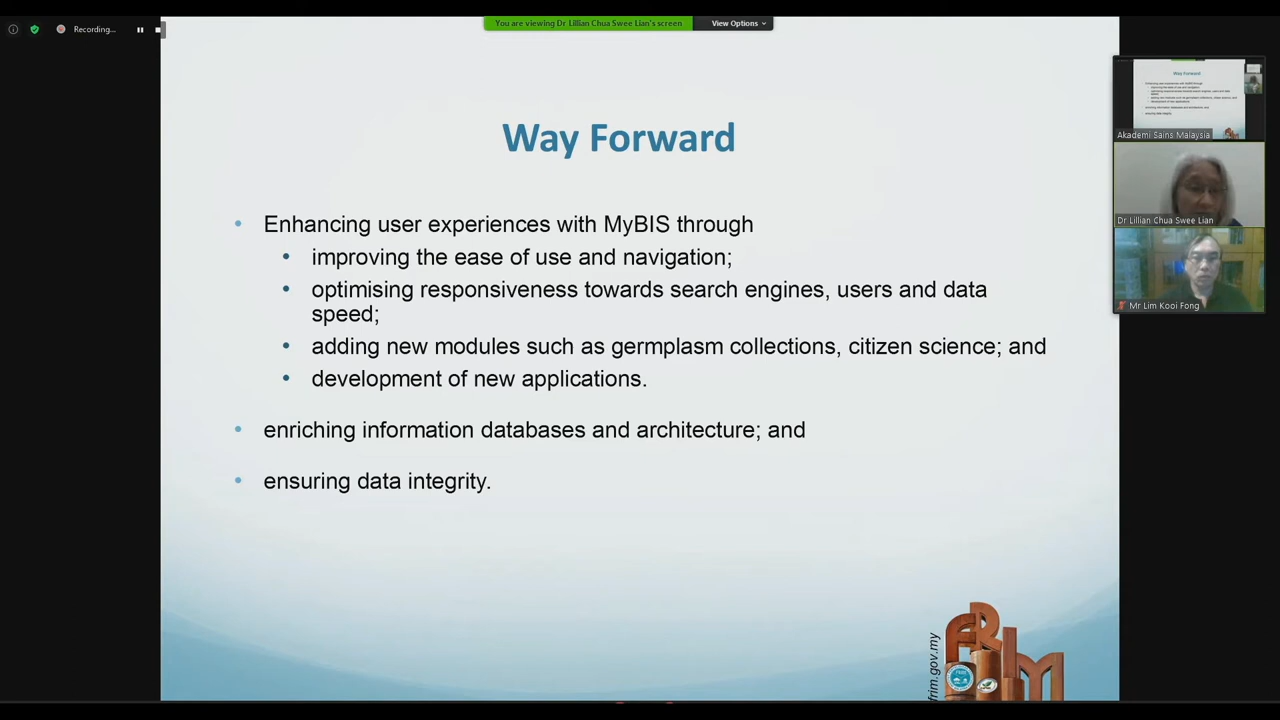 Recording...
You are viewing Dr Lillian Chua Swee Lian's screen
View Options
Way Forward
• Enhancing user experiences with MyBIS through
• improving the ease of use and navigation;
• optimising responsiveness towards search engines, users and data
speed;
• adding new modules such as germplasm collections, citizen science; and
• development of new applications.
• enriching information databases and architecture; and
• ensuring data integrity.
frim.gov.my
FRIM
Way Forward
Akademi Sains Malaysia
Dr Lillian Chua Swee Lian
Mr Lim Kooi Fong